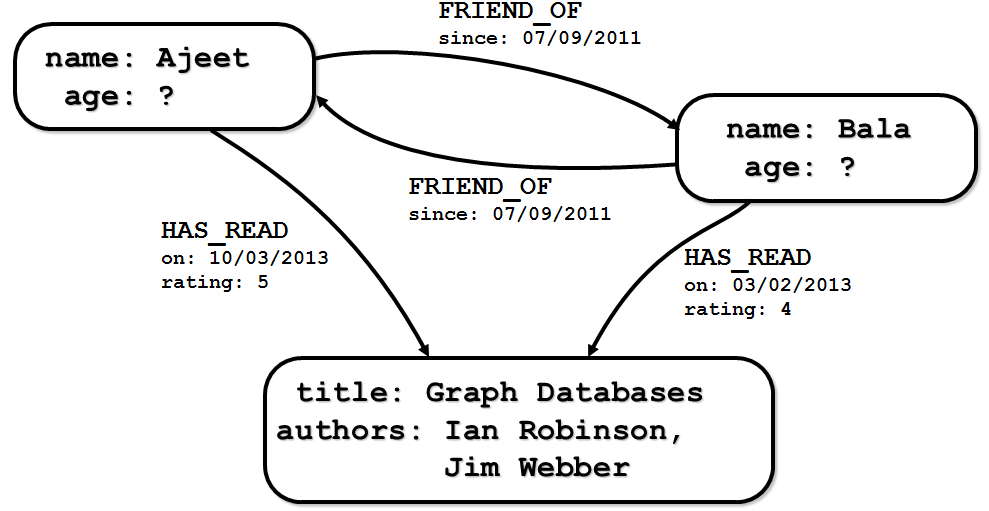 FRIEND_OF
since: 07/09/2011
name: Ajeet
age: ?
name: Bala
age: ?
FRIEND_OF
since: 07/09/2011
HAS_READ
on: 10/03/2013
rating: 5
HAS_READ
on: 03/02/2013
rating: 4
title: Graph Databases
authors: Ian Robinson,
Jim Webber